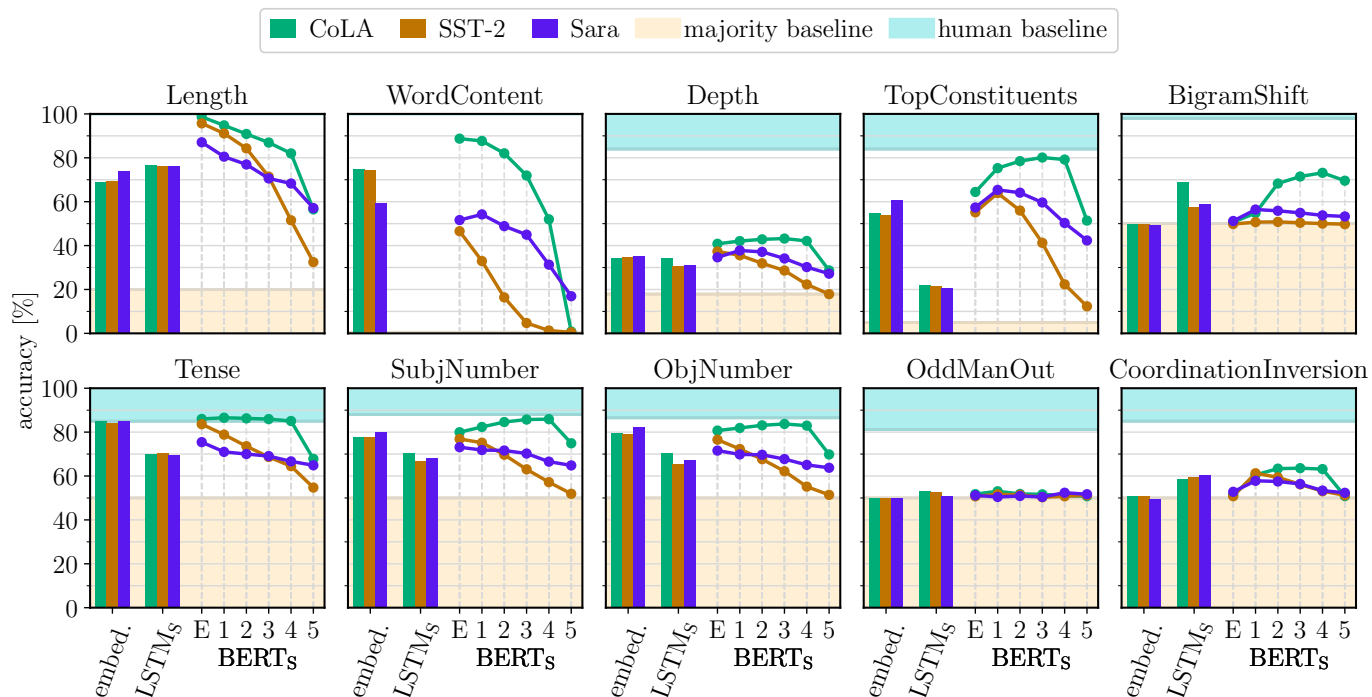 CoLA SST-2 Sara majority baseline human baseline
Length WordContent Depth TopConstituents BigramShift
100
80
60
40
20
0
accuracy [%]
Tense SubjNumber ObjNumber OddManOut CoordinationInversion
100
80
60
40
20
0
embed. LSTMs E 1 2 3 4 5 embed. LSTMs E 1 2 3 4 5 embed. LSTMs E 1 2 3 4 5 embed. LSTMs E 1 2 3 4 5 embed. LSTMs E 1 2 3 4 5
BERTs BERTs BERTs BERTs BERTs